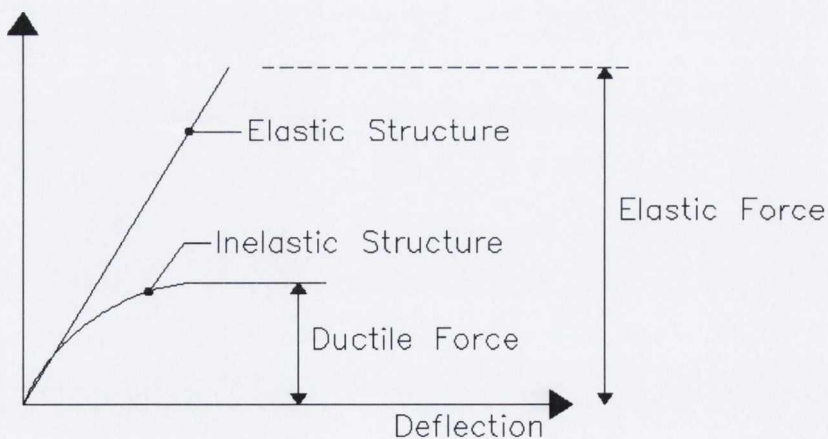 Elastic Structure
Elastic Force
Inelastic Structure
Ductile Force
Deflection